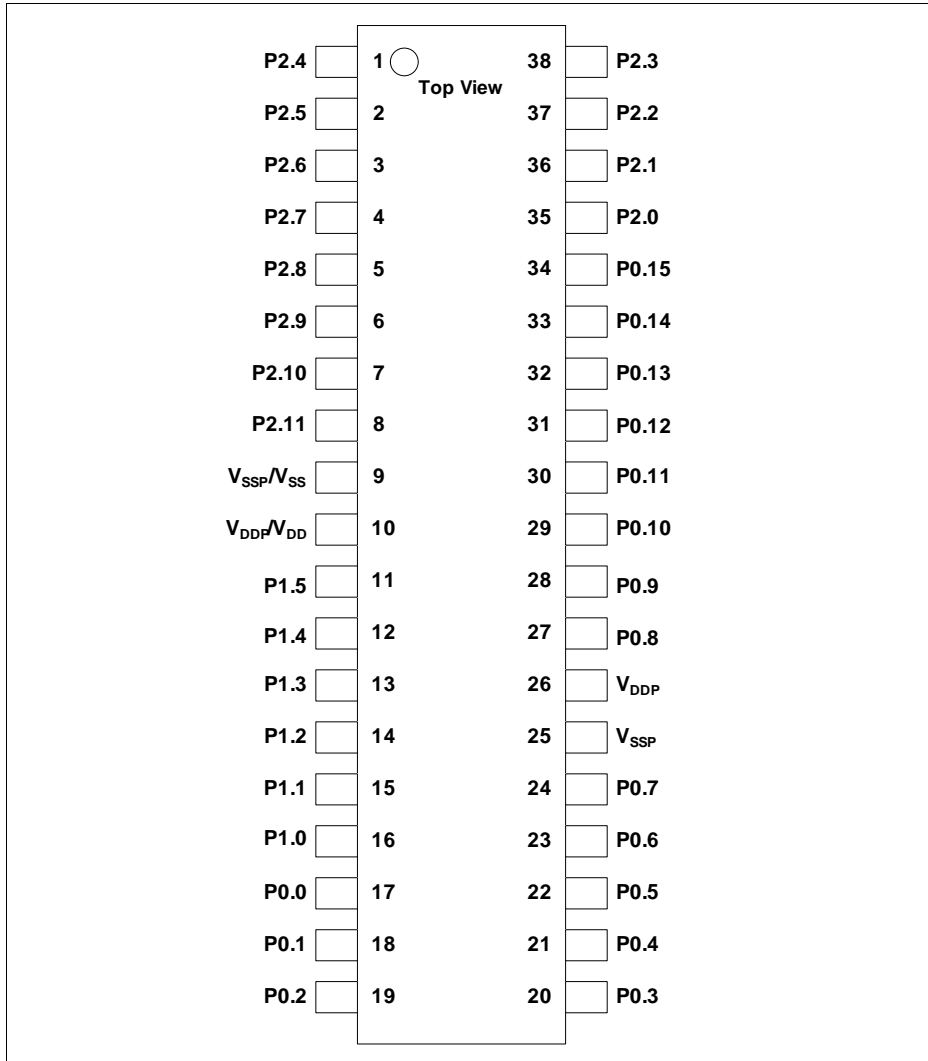 P2.4 1 38 P2.3
Top View
P2.5 2 37 P2.2
P2.6 3 36 P2.1
P2.7 4 35 P2.0
P2.8 5 34 P0.15
P2.9 6 33 P0.14
P2.10 7 32 P0.13
P2.11 8 31 P0.12
VSSP/VSS 9 30 P0.11
VDDP/VDD 10 29 P0.10
P1.5 11 28 P0.9
P1.4 12 27 P0.8
P1.3 13 26 VDDP
P1.2 14 25 VSSP
P1.1 15 24 P0.7
P1.0 16 23 P0.6
P0.0 17 22 P0.5
P0.1 18 21 P0.4
P0.2 19 20 P0.3